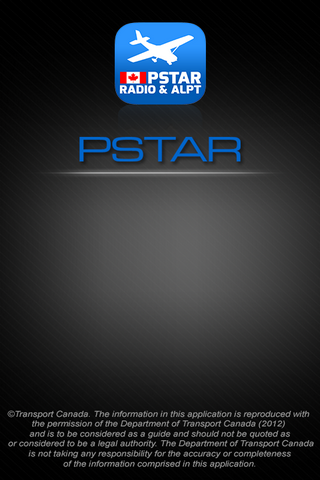 PSTAR
RADIO & ALPT
PSTAR
©Transport Canada. The information in this application is reproduced with
the permission of the Department of Transport Canada (2012)
and is to be considered as a guide and should not be quoted as
or considered to be a legal authority. The Department of Transport Canada
is not taking any responsibility for the accuracy or completeness
of the information comprised in this application.